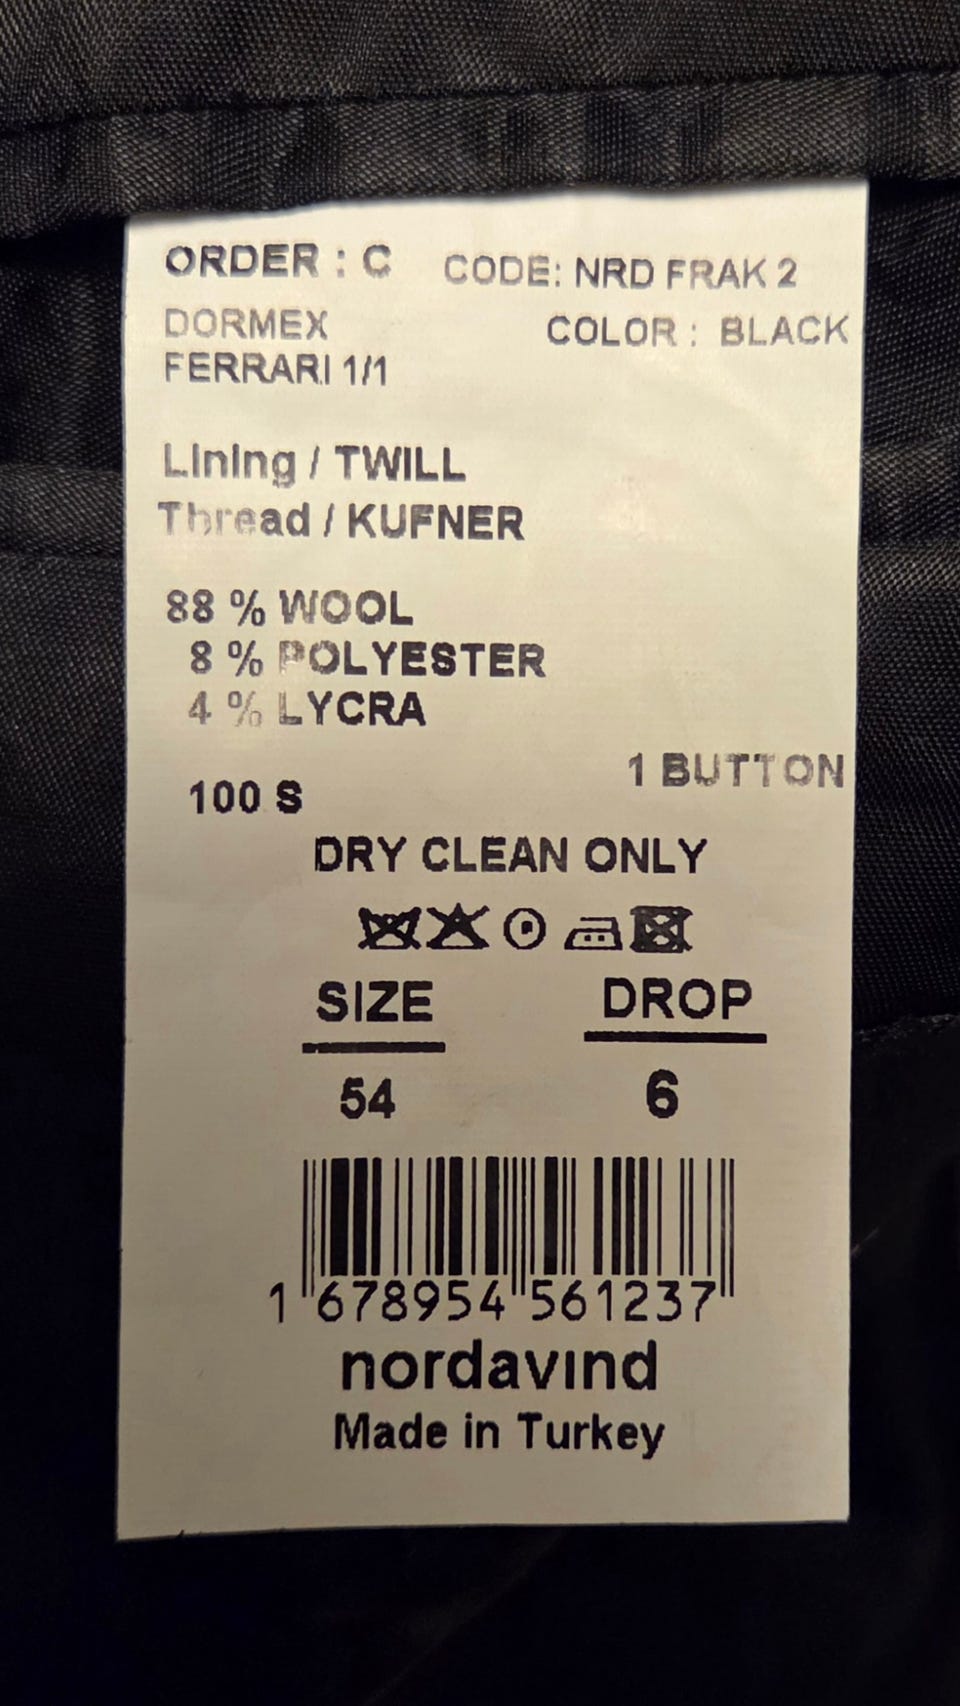 ORDER : C CODE: NRD FRAK 2
DORMEX COLOR : BLACK
FERRARI 1/1
Lining / TWILL
Thread / KUFNER
88 % WOOL
8 % POLYESTER
4 % LYCRA
1 BUTTON
100 S
DRY CLEAN ONLY
P
SIZE DROP
54 6
1 678954 561237
nordavınd
Made in Turkey